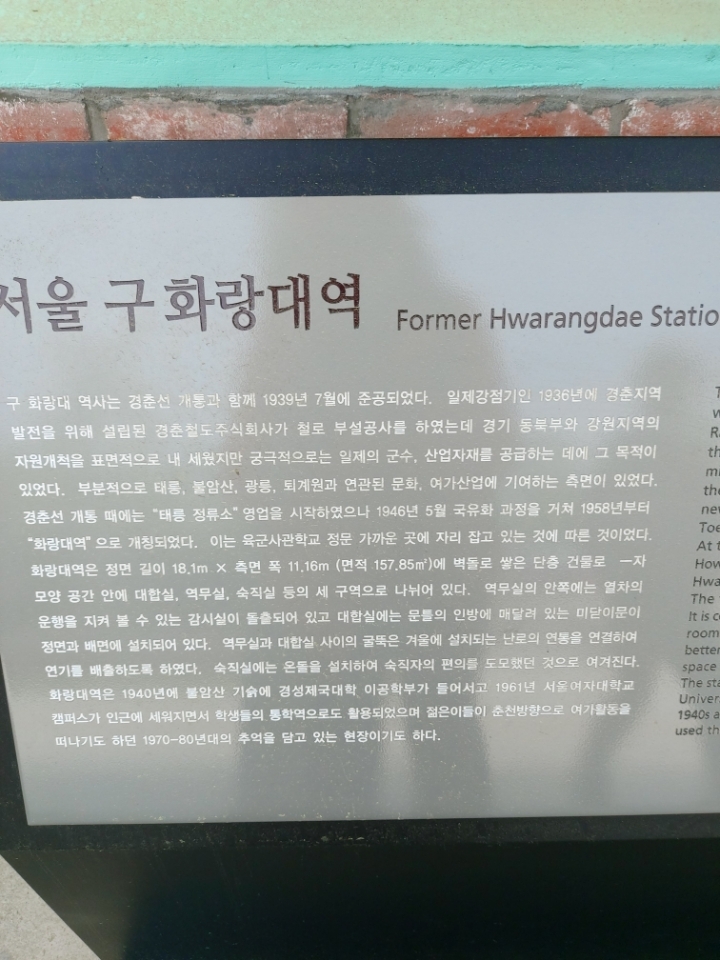 서울 구 화랑대역 Former Hwarangdae Statio
구 화랑대 역사는 경춘선 개통과 함께 1939년 7월에 준공되었다. 일제강점기인 1936년에 경춘지역
발전을 위해 설립된 경춘철도주식회사가 철로 부설공사를 하였는데 경기 동북부와 강원지역의
자원개척을 표면적으로 내 세웠지만 궁극적으로는 일제의 군수, 산업자재를 공급하는 데에 그 목적이
있었다. 부분적으로 태릉, 불암산, 광릉, 퇴계원과 연관된 문화, 여가산업에 기여하는 측면이 있었다.
경춘선 개통 때에는 "태릉 정류소" 영업을 시작하였으나 1946년 5월 국유화 과정을 거쳐 1958년부터
"화랑대역" 으로 개칭되었다. 이는 육군사관학교 정문 가까운 곳에 자리 잡고 있는 것에 따른 것이었다.
화랑대역은 정면 길이 18.1m × 측면 폭 11.16m (면적 157.85㎡)에 벽돌로 쌓은 단층 건물로 一자
모양 공간 안에 대합실, 역무실, 숙직실 등의 세 구역으로 나뉘어 있다. 역무실의 안쪽에는 열차의
운행을 지켜 볼 수 있는 감시실이 돌출되어 있고 대합실에는 문틀의 인방에 매달려 있는 미닫이문이
정면과 배면에 설치되어 있다. 역무실과 대합실 사이의 굴뚝은 겨울에 설치되는 난로의 연통을 연결하여
연기를 배출하도록 하였다. 숙직실에는 온돌을 설치하여 숙직자의 편의를 도모했던 것으로 여겨진다.
화랑대역은 1940년에 불암산 기슭에 경성제국대학 이공학부가 들어서고 1961년 서울여자대학교
캠퍼스가 인근에 세워지면서 학생들의 통학역으로도 활용되었으며 젊은이들이 춘천방향으로 여가활동을
떠나기도 하던 1970-80년대의 추억을 담고 있는 현장이기도 하다.
T
w
Ra
th
mi
the
nev
Toe
At t
How
Hwa
The
It is c
room
better
space
The sta
Univer
1940s a
used th